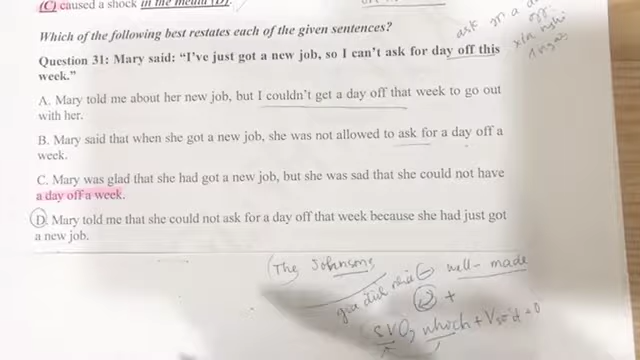 (C) caused a shock in the media (D).
Which of the following best restates each of the given sentences?
Question 31: Mary said: “I’ve just got a new job, so I can’t ask for day off this
week.”
A. Mary told me about her new job, but I couldn’t get a day off that week to go out
with her.
B. Mary said that when she got a new job, she was not allowed to ask for a day off a
week.
C. Mary was glad that she had got a new job, but she was sad that she could not have
a day off a week.
D. Mary told me that she could not ask for a day off that week because she had just got
a new job.
ask
off
xin nghỉ
1 ngày
(The Johnsons
well-made
+
SVO, which + V